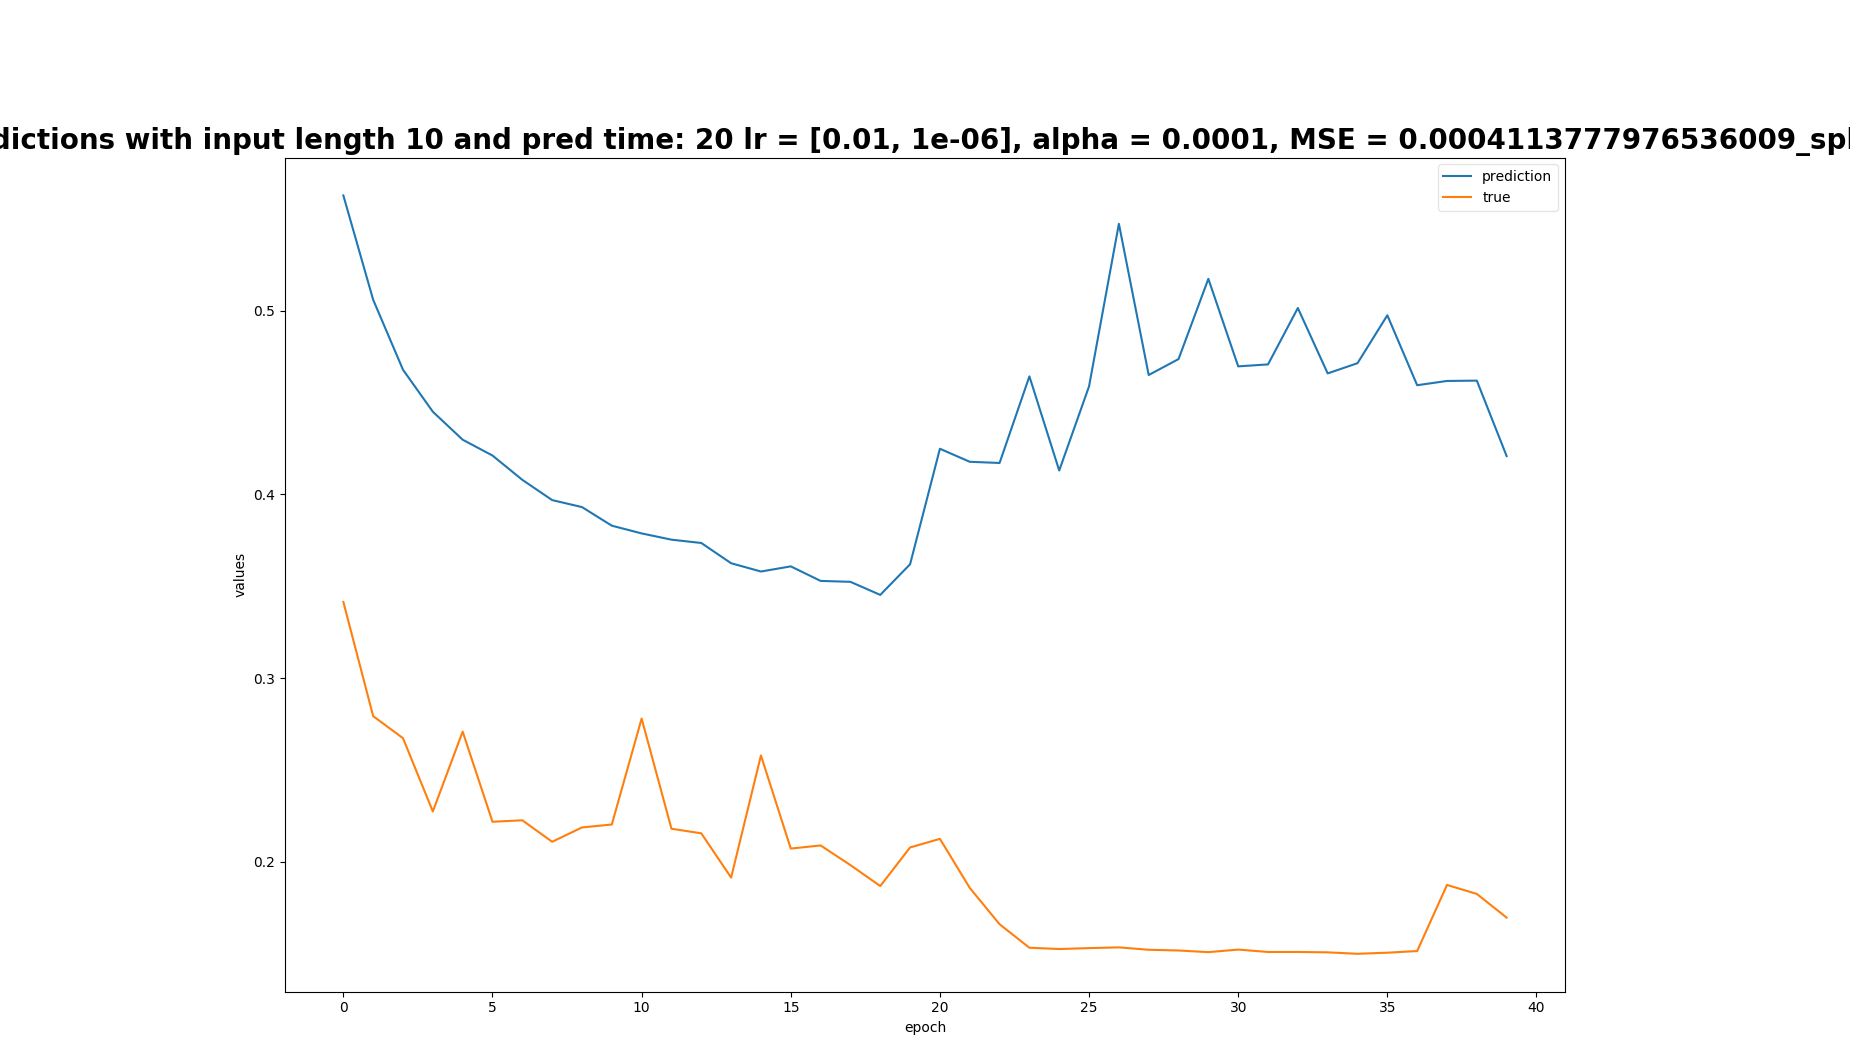 dictions with input length 10 and pred time: 20 lr = [0.01, 1e-06], alpha = 0.0001, MSE = 0.0004113777976536009_spl
prediction
true
0.5
0.4
0.3
0.2
values
0 5 10 15 20 25 30 35 40
epoch